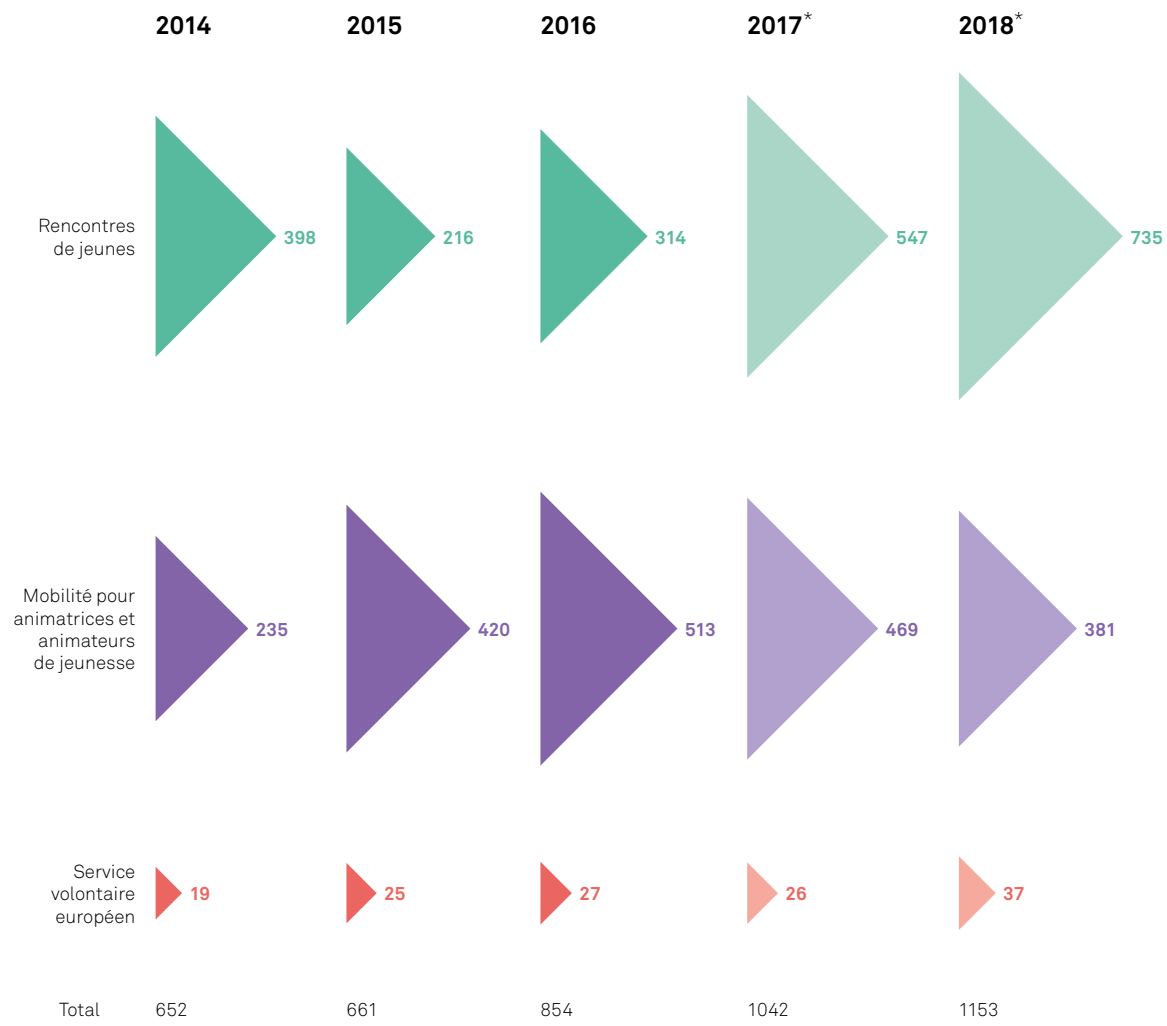 2014 2015 2016 2017* 2018*
Rencontres
de jeunes
398 216 314 547 735
Mobilité pour
animatrices et
animateurs
de jeunesse
235 420 513 469 381
Service
volontaire
européen
19 25 27 26 37
Total 652 661 854 1042 1153